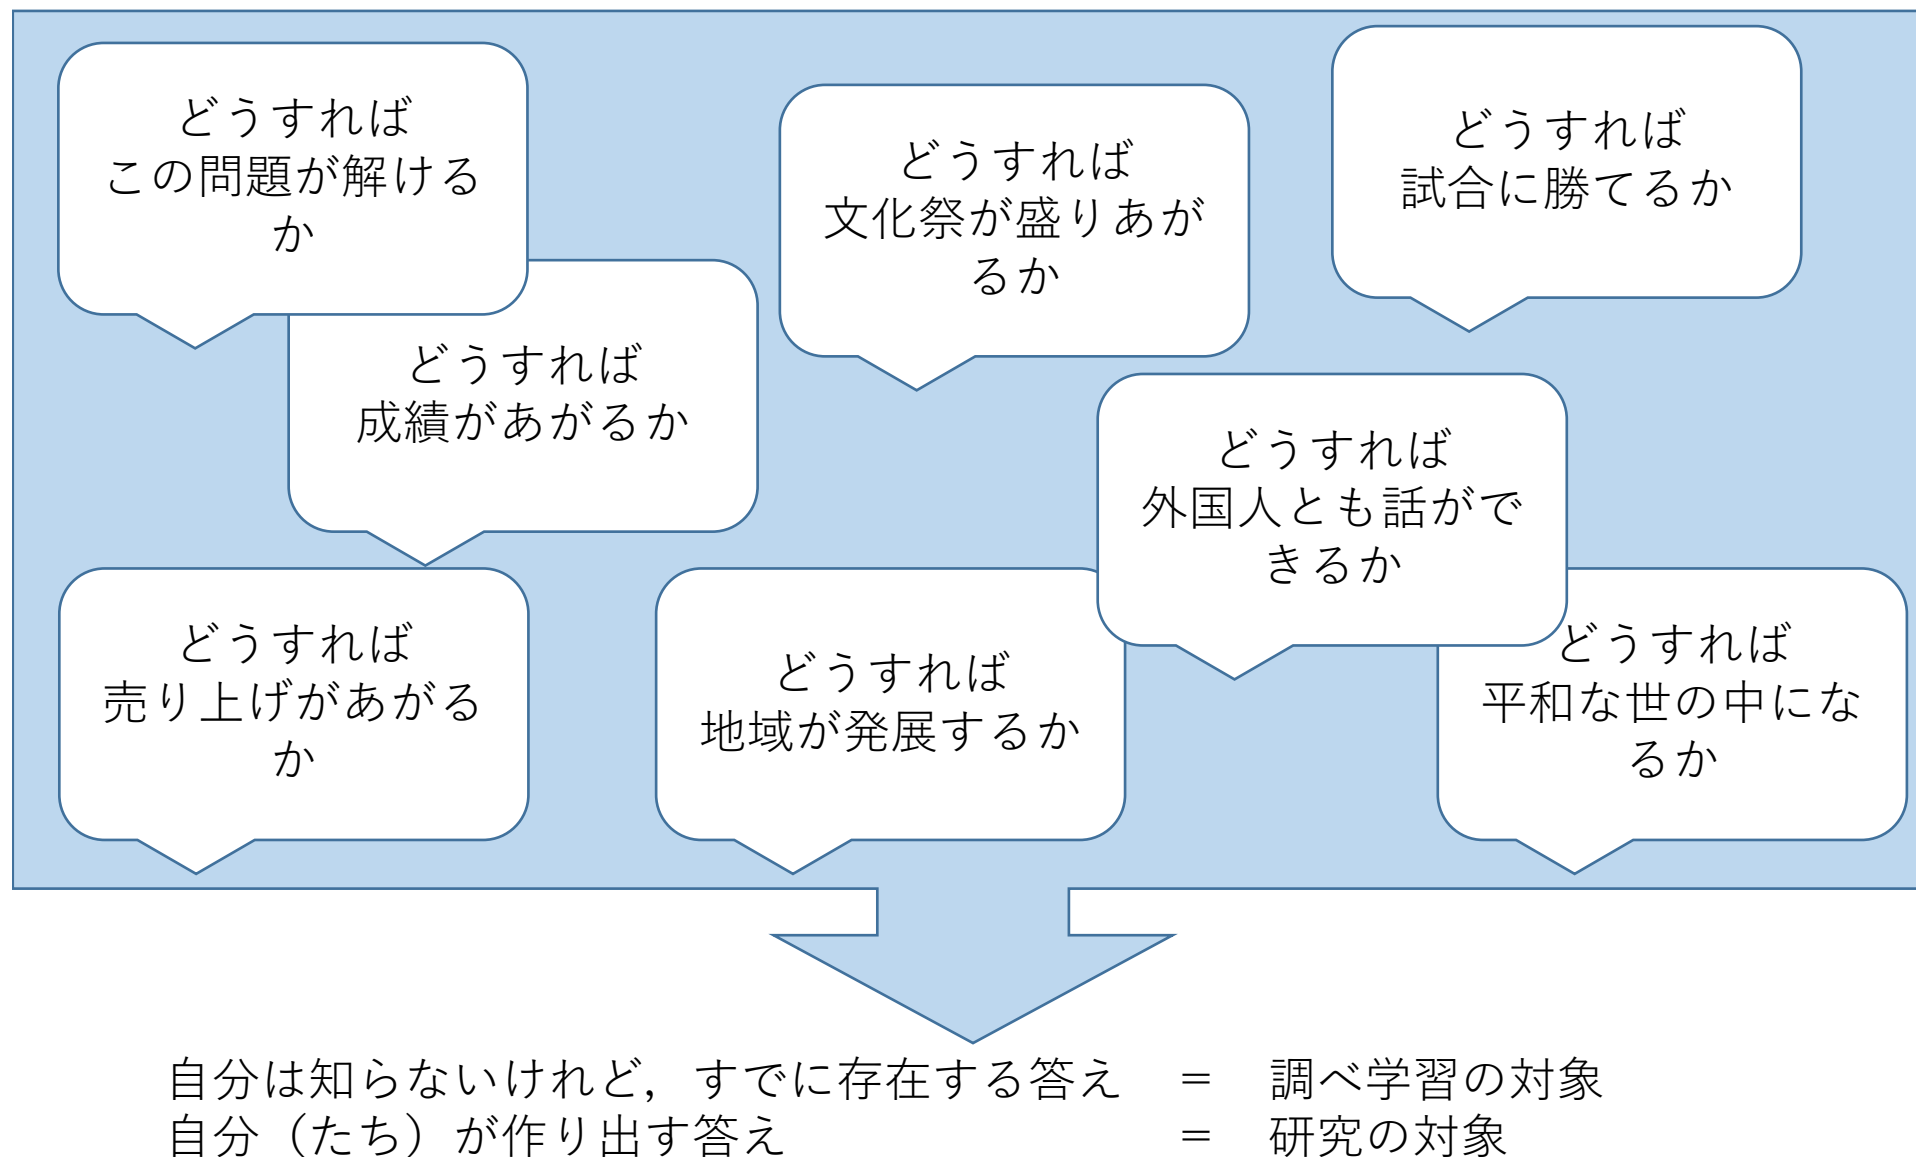 どうすれば
この問題が解ける
か
どうすれば
成績があがるか
どうすれば
文化祭が盛りあが
るか
どうすれば
試合に勝てるか
どうすれば
外国人とも話がで
きるか
どうすれば
売り上げがあがる
か
どうすれば
地域が発展するか
どうすれば
平和な世の中にな
るか
自分は知らないけれど，すでに存在する答え　＝　調べ学習の対象
自分（たち）が作り出す答え　＝　研究の対象